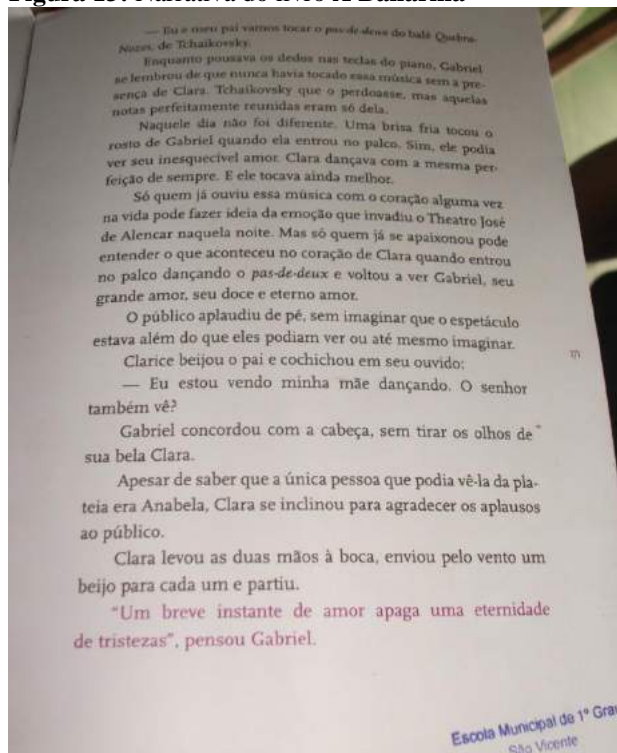 Figura 15: Narrativa do livro A Bailarina
— Eu e meu pai vamos tocar o pas-de-deux do balé Quebra-
Nozes, de Tchaikovsky.
Enquanto pousava os dedos nas teclas do piano, Gabriel
se lembrou de que nunca havia tocado essa música sem a pre-
sença de Clara. Tchaikovsky que o perdoasse, mas aquelas
notas perfeitamente reunidas eram só dela.
Naquele dia não foi diferente. Uma brisa fria tocou o
rosto de Gabriel quando ela entrou no palco. Sim, ele podia
ver seu inesquecível amor. Clara dançava com a mesma per-
feição de sempre. E ele tocava ainda melhor.
Só quem já ouviu essa música com o coração alguma vez
na vida pode fazer ideia da emoção que invadiu o Theatro José
de Alencar naquela noite. Mas só quem já se apaixonou pode
entender o que aconteceu no coração de Clara quando entrou
no palco dançando o pas-de-deux e voltou a ver Gabriel, seu
grande amor, seu doce e eterno amor.
O público aplaudiu de pé, sem imaginar que o espetáculo
estava além do que eles podiam ver ou até mesmo imaginar.
Clarice beijou o pai e cochichou em seu ouvido:
— Eu estou vendo minha mãe dançando. O senhor
também vê?
Gabriel concordou com a cabeça, sem tirar os olhos de
sua bela Clara.
Apesar de saber que a única pessoa que podia vê-la da pla-
teia era Anabela, Clara se inclinou para agradecer os aplausos
ao público.
Clara levou as duas mãos à boca, enviou pelo vento um
beijo para cada um e partiu.
"Um breve instante de amor apaga uma eternidade
de tristezas", pensou Gabriel.
Escola Municipal de 1º Grau
São Vicente